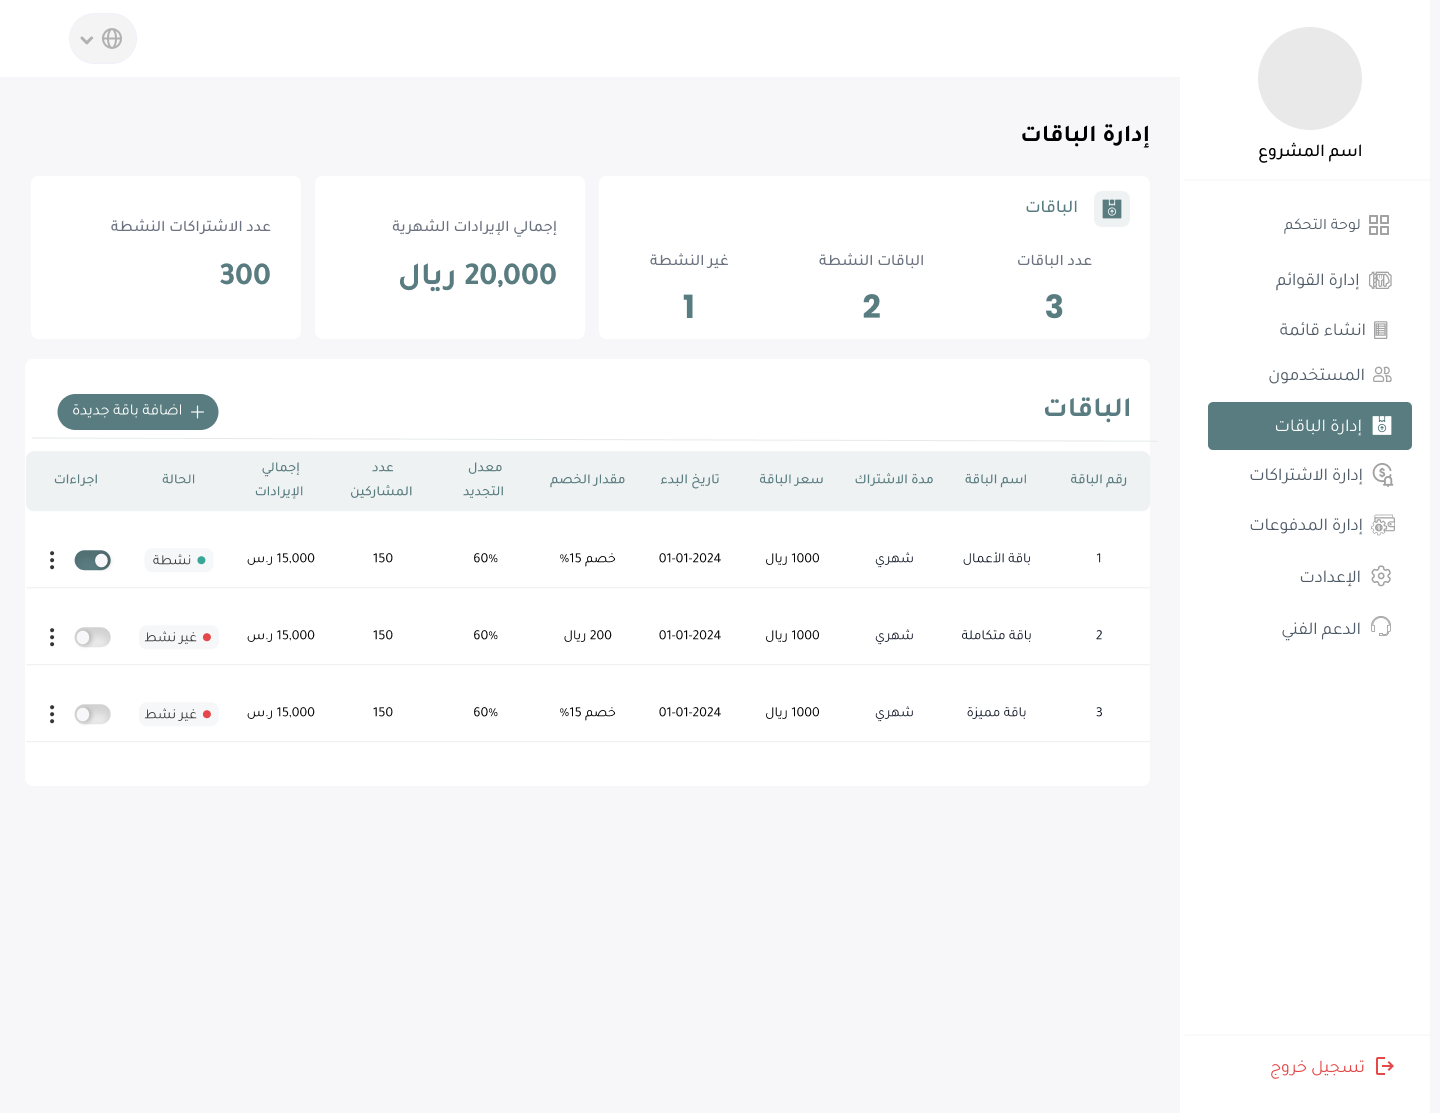 اسم المشروع
لوحة التحكم
إدارة القوائم
انشاء قائمة
المستخدمون
إدارة الباقات
إدارة الاشتراكات
إدارة المدفوعات
الإعدادت
الدعم الفني
تسجيل خروج
إدارة الباقات
الباقات
عدد الباقات
3
الباقات النشطة
2
غير النشطة
1
إجمالي الإيرادات الشهرية
20,000 ريال
عدد الاشتراكات النشطة
300
الباقات
اضافة باقة جديدة
رقم الباقة اسم الباقة مدة الاشتراك سعر الباقة تاريخ البدء مقدار الخصم معدل التجديد عدد المشاركين إجمالي الإيرادات الحالة اجراءات
1 باقة الأعمال شهري 1000 ريال 01-01-2024 خصم 15% 60% 150 15,000 ر.س نشطة
2 باقة متكاملة شهري 1000 ريال 01-01-2024 200 ريال 60% 150 15,000 ر.س غير نشط
3 باقة مميزة شهري 1000 ريال 01-01-2024 خصم 15% 60% 150 15,000 ر.س غير نشط